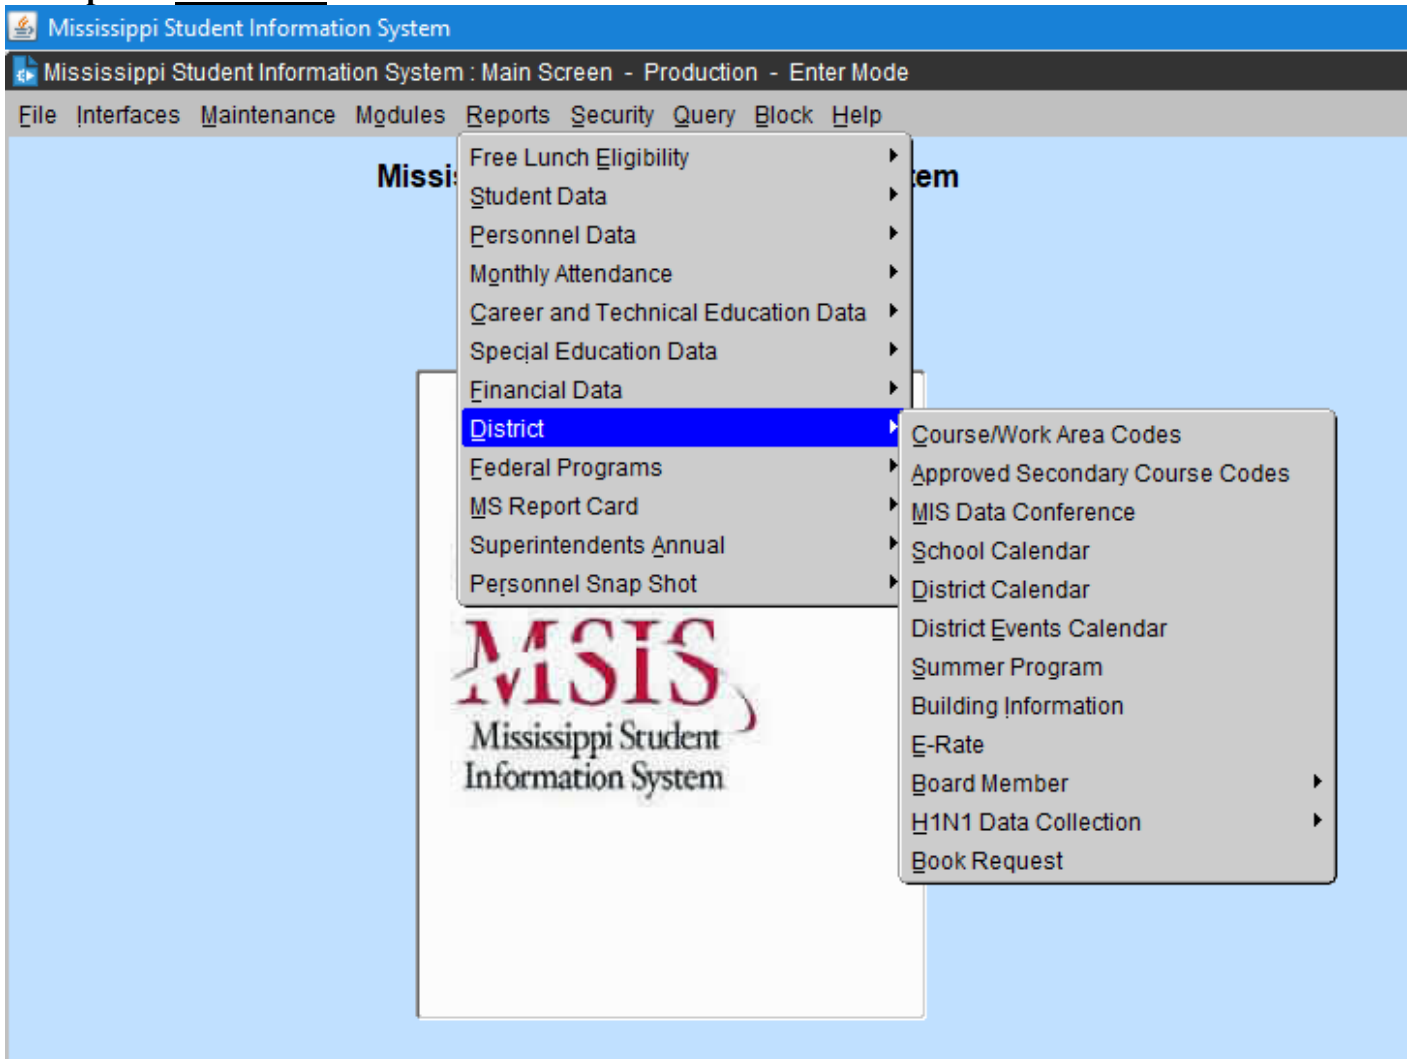 Mississippi Student Information System
Mississippi Student Information System : Main Screen - Production - Enter Mode
File Interfaces Maintenance Modules Reports Security Query Block Help
Free Lunch Eligibility
Student Data
Personnel Data
Monthly Attendance
Career and Technical Education Data
Special Education Data
Financial Data
District
Federal Programs
MS Report Card
Superintendents Annual
Personnel Snap Shot
Course/Work Area Codes
Approved Secondary Course Codes
MIS Data Conference
School Calendar
District Calendar
District Events Calendar
Summer Program
Building Information
E-Rate
Board Member
H1N1 Data Collection
Book Request
MSIS
Mississippi Student
Information System